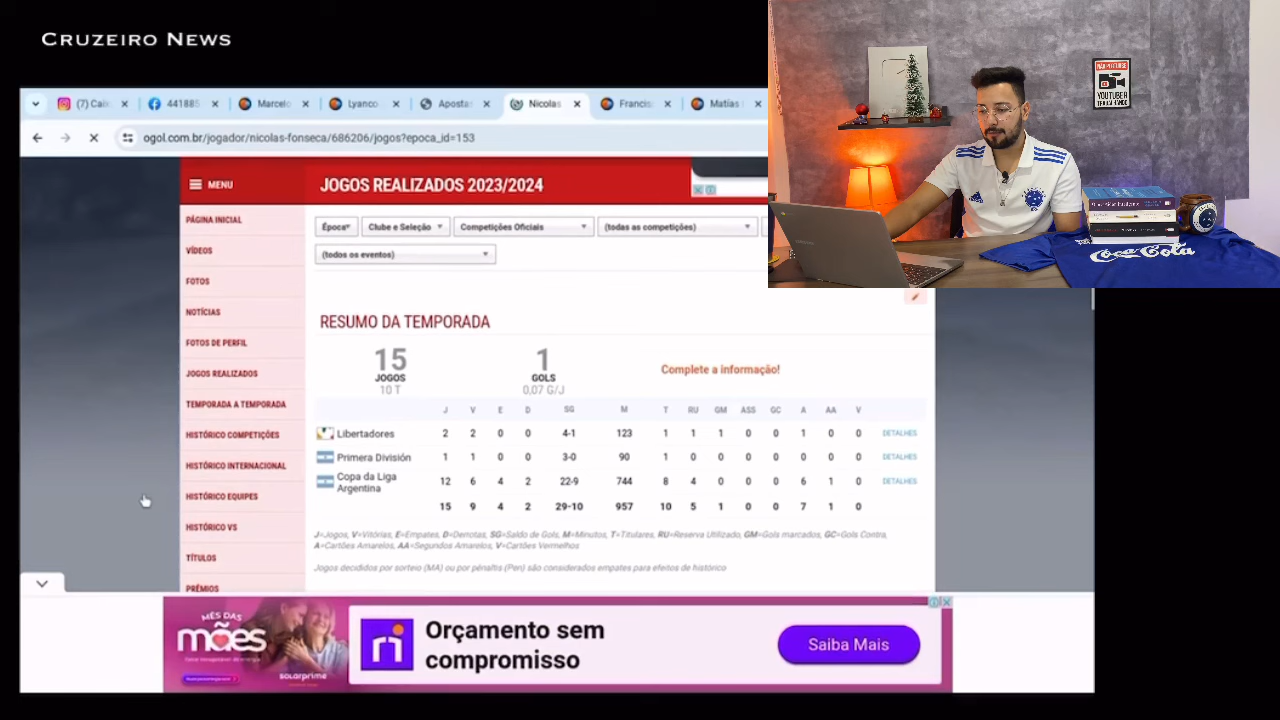 CRUZEIRO NEWS
(7) Caix
441885
Marcelo
Lyanco
Apostas
Nicolas
Francis
Matías
ogol.com.br/jogador/nicolas-fonseca/686206/jogos?epoca_id=153
MENU
JOGOS REALIZADOS 2023/2024
PÁGINA INICIAL
VÍDEOS
FOTOS
NOTÍCIAS
FOTOS DE PERFIL
JOGOS REALIZADOS
TEMPORADA A TEMPORADA
HISTÓRICO COMPETIÇÕES
HISTÓRICO INTERNACIONAL
HISTÓRICO EQUIPES
HISTÓRICO VS
TÍTULOS
PRÊMIOS
Época Clube e Seleção Competições Oficiais (todas as competições)
(todos os eventos)
RESUMO DA TEMPORADA
15 1
JOGOS GOLS Complete a informação!
10 T 0,07 G/J
J V E D SG M T RU GM ASS GC A AA V
Libertadores 2 2 0 0 4-1 123 1 1 1 0 0 1 0 0 DETALHES
Primera División 1 1 0 0 3-0 90 1 0 0 0 0 0 0 0 DETALHES
Copa da Liga Argentina 12 6 4 2 22-9 744 8 4 0 0 0 6 1 0 DETALHES
15 9 4 2 29-10 957 10 5 1 0 0 7 1 0
J=Jogos, V=Vitórias, E=Empates, D=Derrotas, SG=Saldo de Gols, M=Minutos, T=Titulares, RU=Reserva Utilizado, GM=Gols marcados, GC=Gols Contra,
A=Cartões Amarelos, AA=Segundos Amarelos, V=Cartões Vermelhos
Jogos decididos por sorteio (MA) ou por pénaltis (Pen) são considerados empates para efeitos de histórico
MÊS DAS
mães
solarprime
Orçamento sem
compromisso
Saiba Mais
YOUTUBER
TRABALHANDO
Coca-Cola